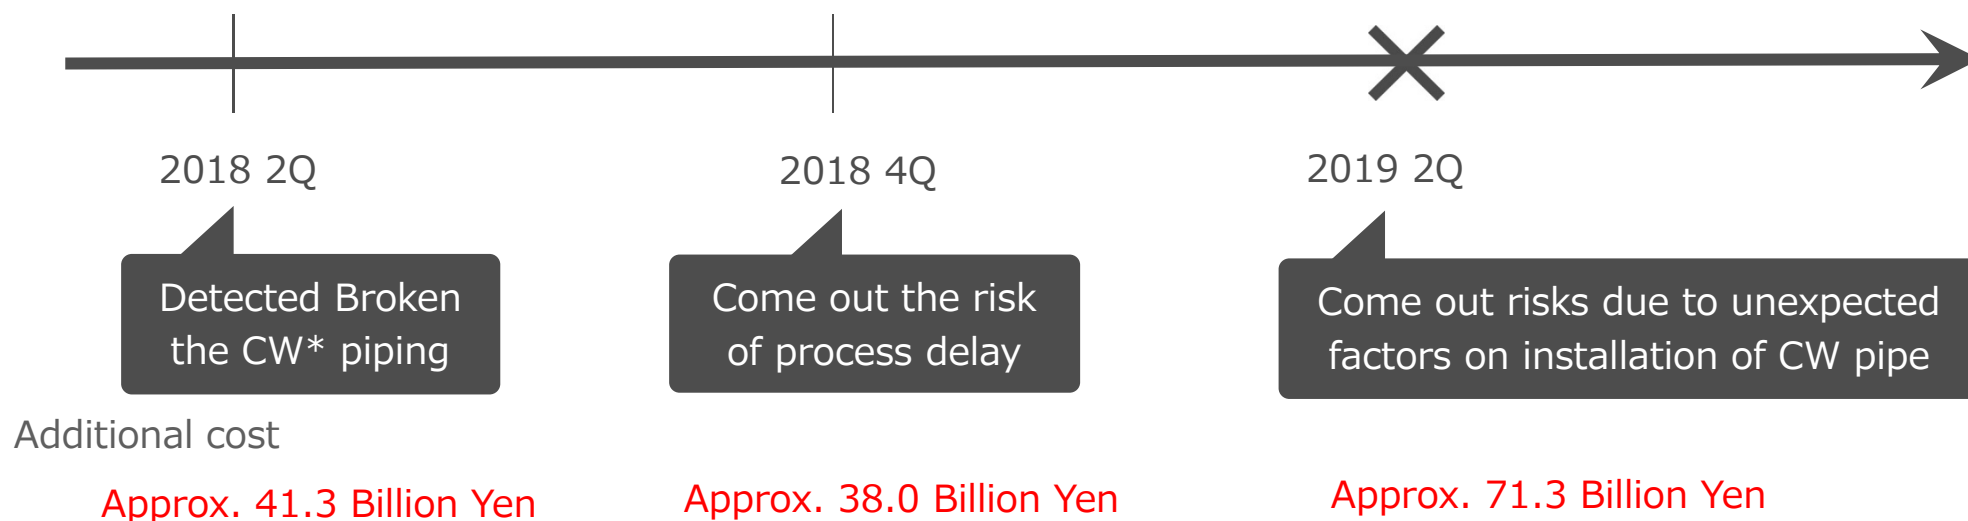 2018 2Q
2018 4Q
2019 2Q
Detected Broken
the CW* piping
Come out the risk
of process delay
Come out risks due to unexpected
factors on installation of CW pipe
Additional cost
Approx. 41.3 Billion Yen
Approx. 38.0 Billion Yen
Approx. 71.3 Billion Yen